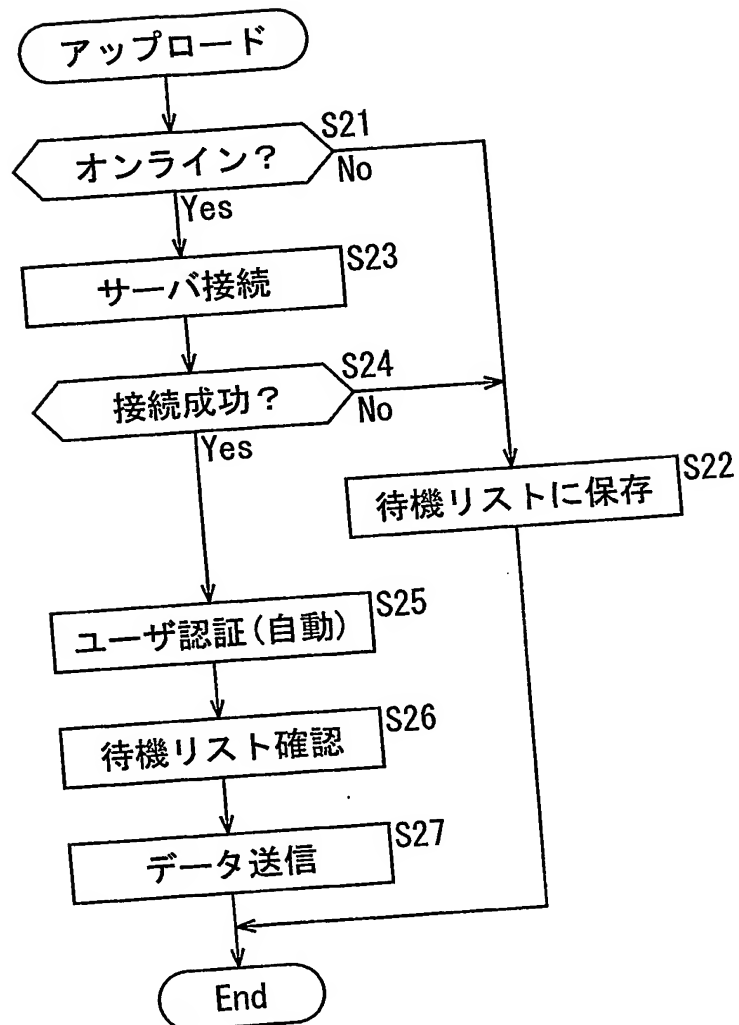 アップロード
S21
オンライン?
No
Yes
S23
サーバ接続
S24
接続成功?
No
Yes
S22
待機リストに保存
S25
ユーザ認証(自動)
S26
待機リスト確認
S27
データ送信
End